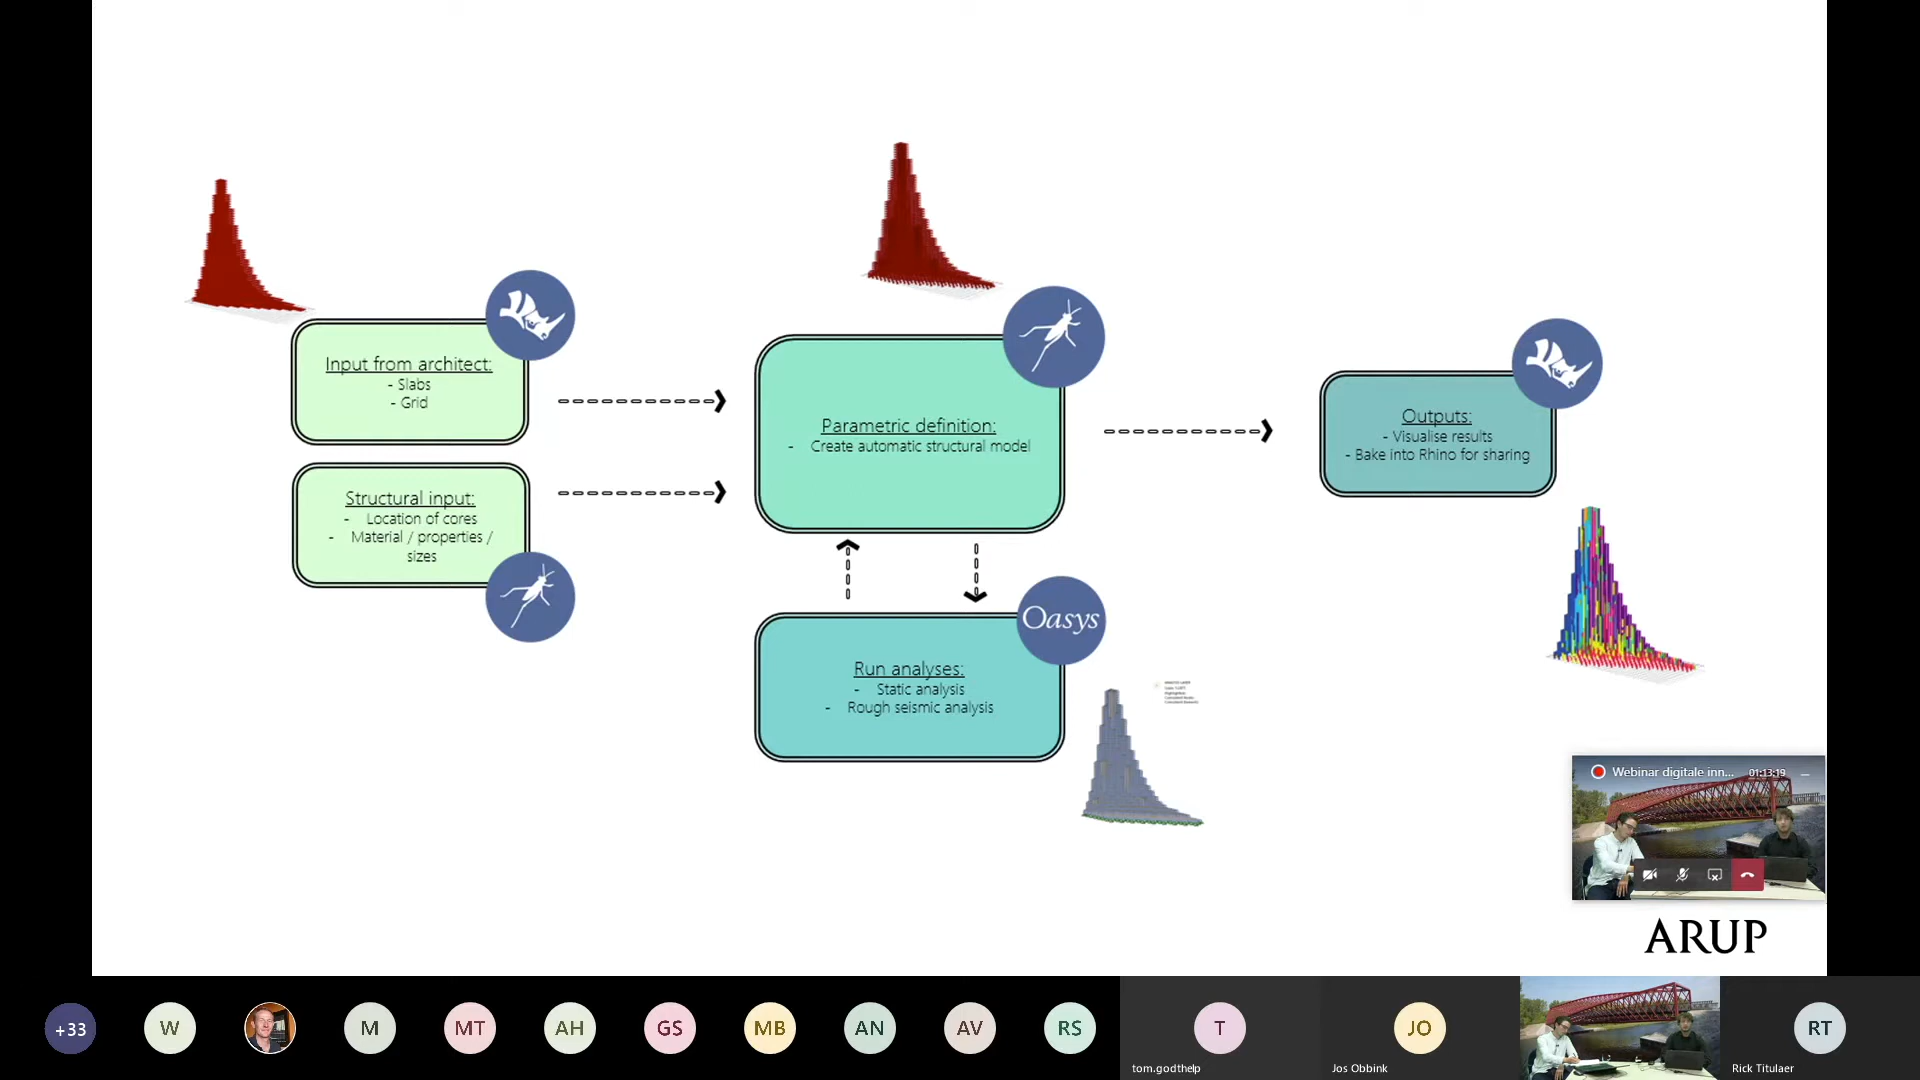 Input from architect:
- Slabs
- Grid
Structural input:
- Location of cores
- Material / properties /
sizes
Parametric definition:
- Create automatic structural model
Oasys
Run analyses:
- Static analysis
- Rough seismic analysis
Outputs:
- Visualise results
- Bake into Rhino for sharing
Webinar digitale inn... 01:13:19
ARUP
+33
W
M
MT
AH
GS
MB
AN
AV
RS
T
JO
RT
tom.godthelp
Jos Obbink
Rick Titulaer